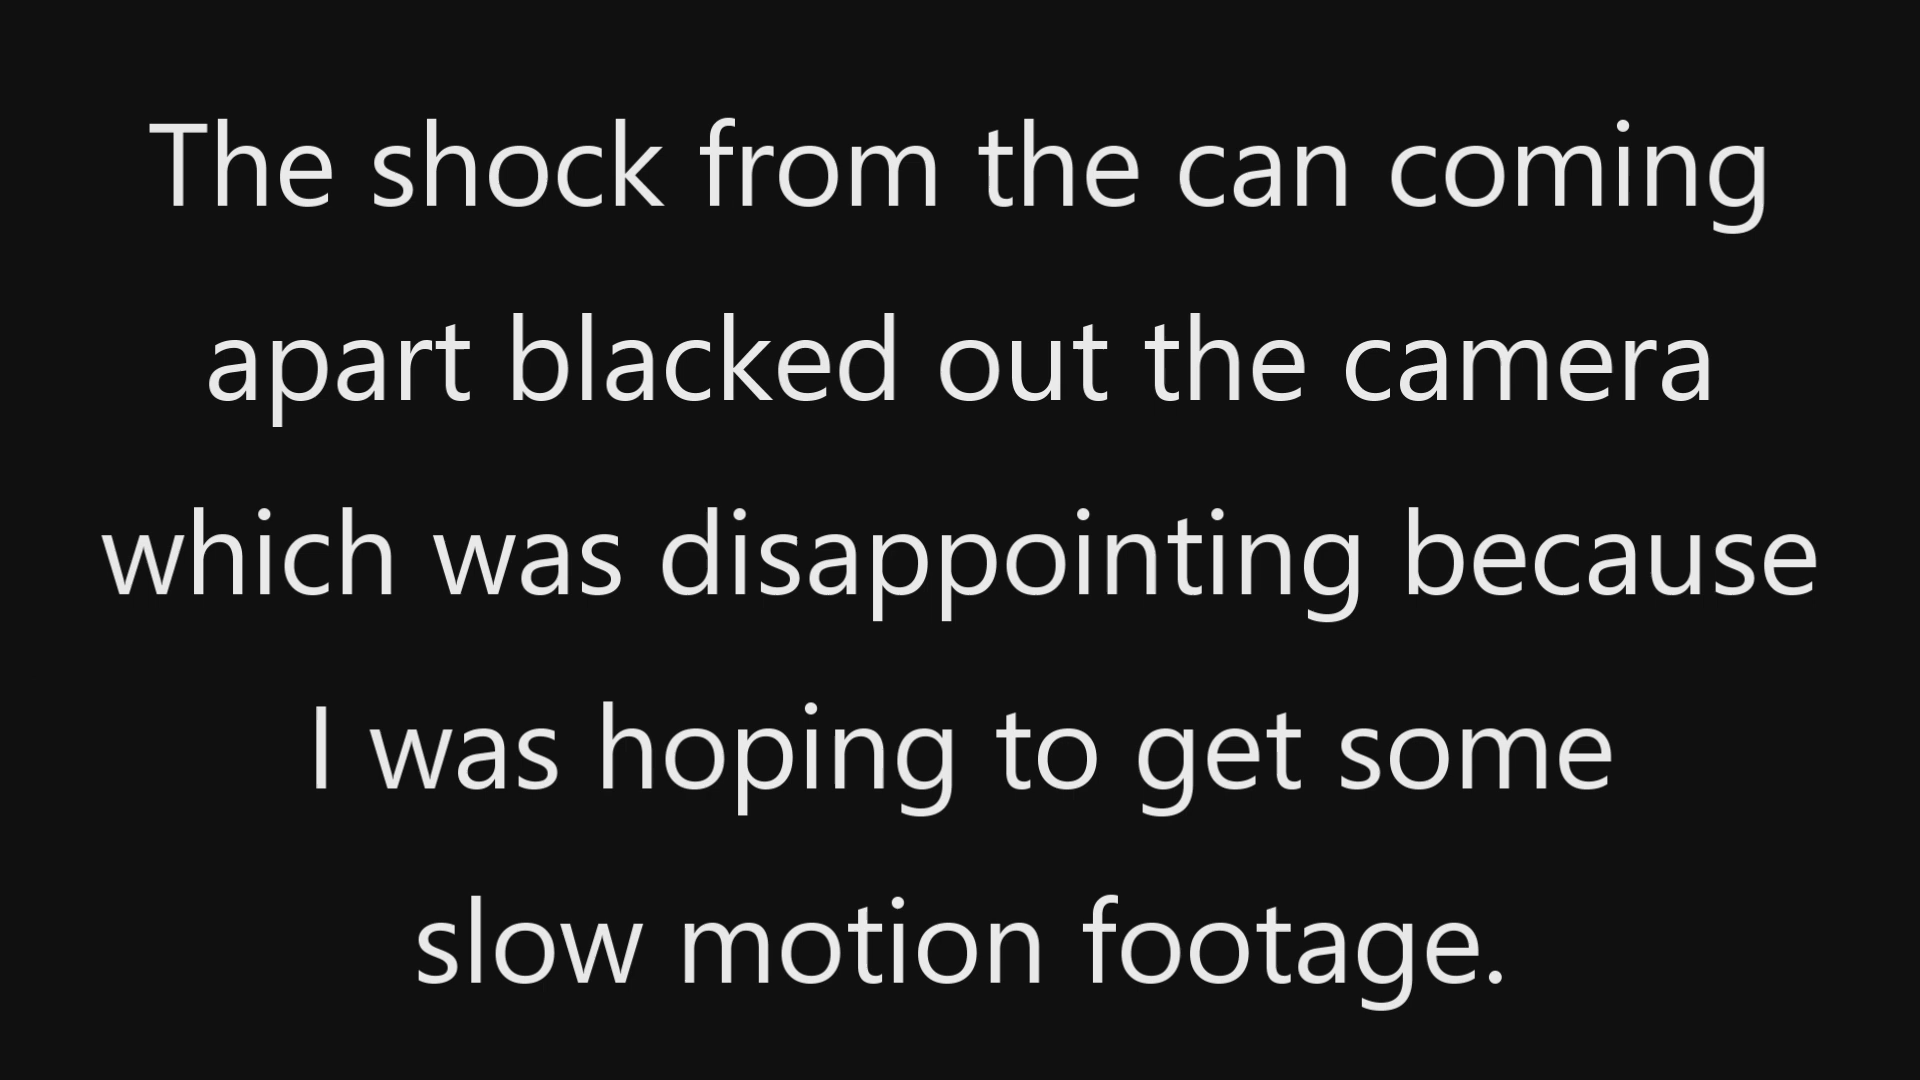 The shock from the can coming
apart blacked out the camera
which was disappointing because
I was hoping to get some
slow motion footage.